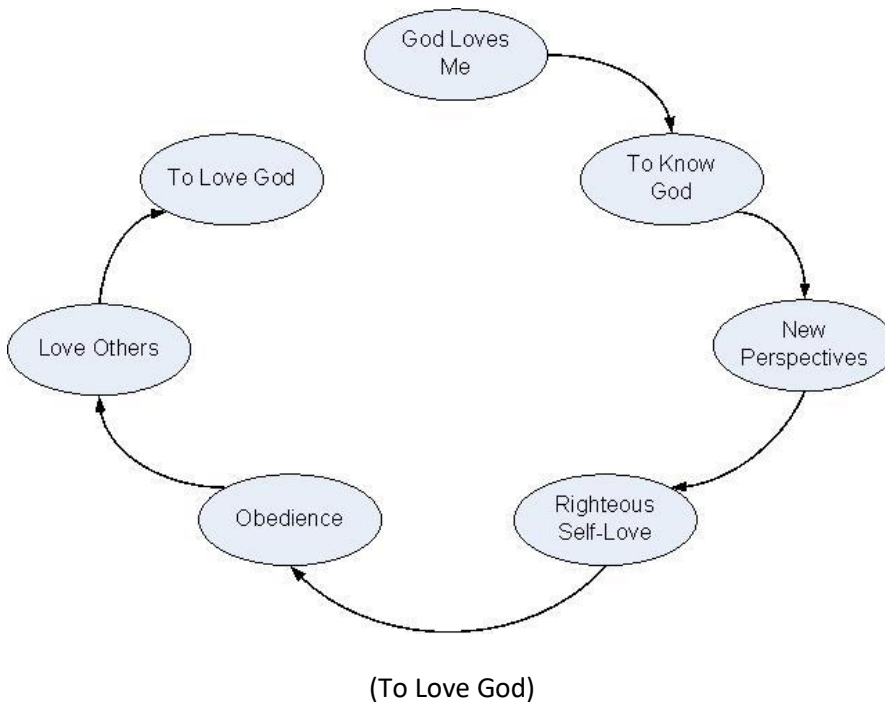 God Loves
Me
To Know
God
New
Perspectives
Righteous
Self-Love
Obedience
Love Others
To Love God
(To Love God)